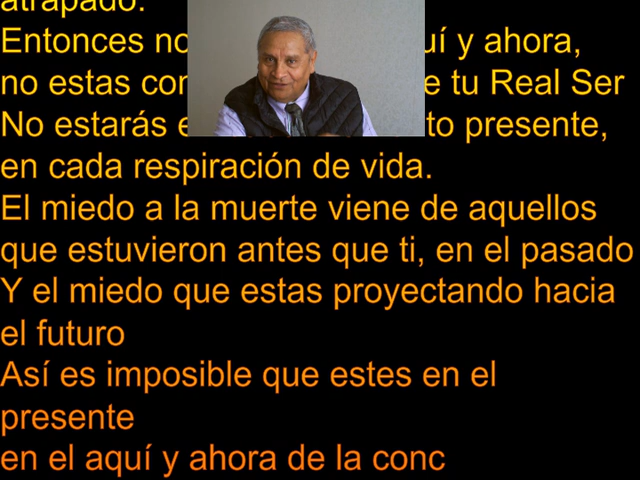 atrapado.
Entonces no uí y ahora,
no estas con e tu Real Ser
No estarás e to presente,
en cada respiración de vida.
El miedo a la muerte viene de aquellos
que estuvieron antes que ti, en el pasado
Y el miedo que estas proyectando hacia
el futuro
Así es imposible que estes en el
presente
en el aquí y ahora de la conc